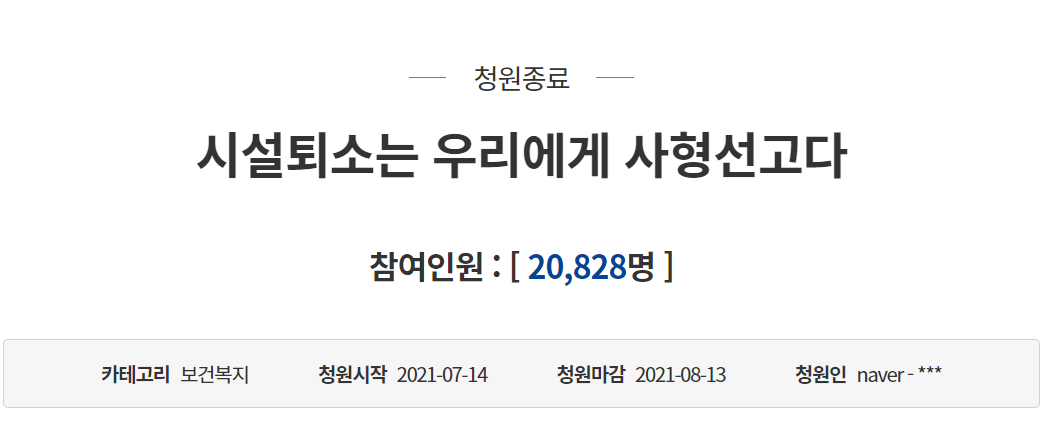 청원종료
시설퇴소는 우리에게 사형선고다
참여인원 : [ 20,828명 ]
카테고리 보건복지 청원시작 2021-07-14 청원마감 2021-08-13 청원인 naver - ***